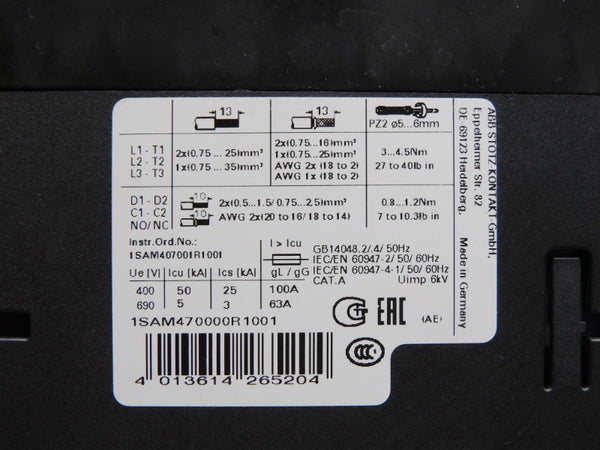 13
13
PZ2 ø5...6mm
L1 - T1
L2 - T2
L3 - T3
2x(0.75 ... 25)mm²
1x(0.75 ... 35)mm²
2x(0.75 ... 16)mm²
1x(0.75 ... 25)mm²
AWG 2x (18 to 2)
AWG 1x (18 to 2)
3...4.5Nm
27 to 40lb in
D1 - D2
C1 - C2
NO/NC
10
10
2x(0.5...1.5/ 0.75...2.5)mm²
AWG 2x(20 to 16/ 18 to 14)
0.8...1.2Nm
7 to 10.3lb in
Instr.Ord.No.:
1SAM407001R1001
I > Icu
gL / gG
GB14048.2/.4/ 50Hz
IEC/EN 60947-2/ 50/ 60Hz
IEC/EN 60947-4-1/ 50/ 60Hz
CAT.A Uimp 6kV
Ue [V] Icu [kA] Ics [kA]
400 50 25 100A
690 5 3 63A
1SAM470000R1001
EAC
(AE)
CCC
4 013614 265204
ABB STOTZ-KONTAKT-GmbH,
Eppelheimer Str. 82
DE-69123 Heidelberg, Made in Germany